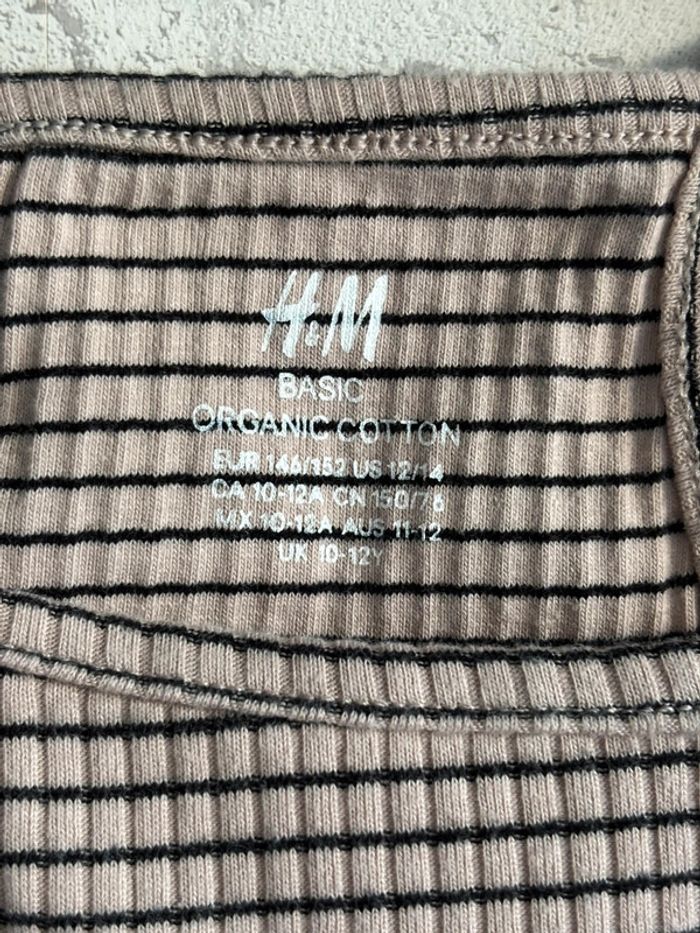 H&M
BASIC
ORGANIC COTTON
EUR 146/152 US 12/14
CA 10-12A CN 150/76
MX 10-12A AUS 11-12
UK 10-12Y